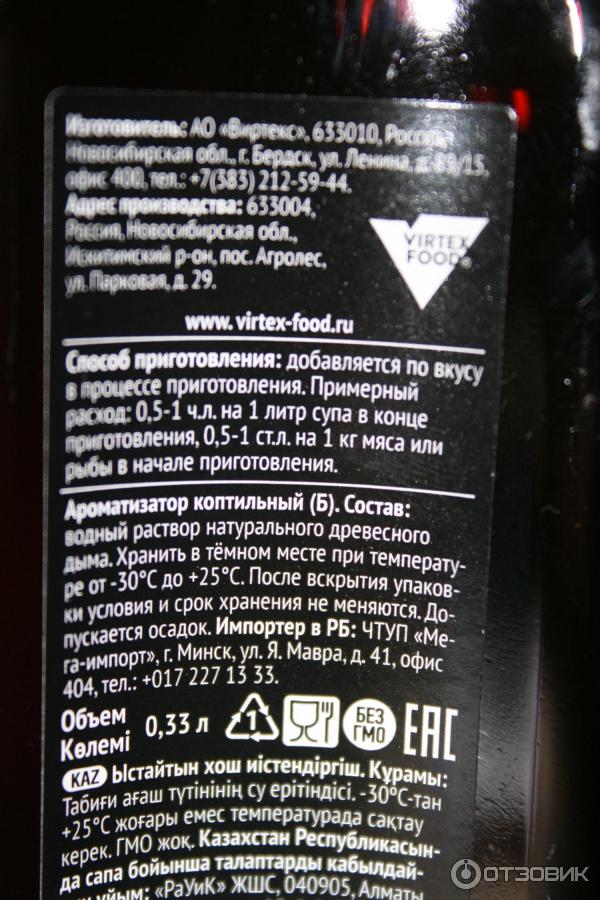 Изготовитель: АО «Виртекс», 633010, Россия,
Новосибирская обл., г. Бердск, ул. Ленина, д. 89/15,
офис 400, тел.: +7(383) 212-59-44.
Адрес производства: 633004,
Россия, Новосибирская обл.,
Искитимский р-он, пос. Агролес,
ул. Парковая, д. 29.
VIRTEX
FOOD®
www. virtex-food.ru
Способ приготовления: добавляется по вкусу
в процессе приготовления. Примерный
расход: 0,5-1 ч.л. на 1 литр супа в конце
приготовления, 0,5-1 ст.л. на 1 кг мяса или
рыбы в начале приготовления.
Ароматизатор коптильный (Б). Состав:
водный раствор натурального древесного
дыма. Хранить в тёмном месте при температу-
ре от -30°С до +25°С. После вскрытия упаков-
ки условия и срок хранения не меняются. До-
пускается осадок. Импортер в РБ: ЧТУП «Ме-
га-импорт», г. Минск, ул. Я. Мавра, д. 41, офис
404, тел.: +017 227 13 33.
Объем
Көлемі
0,33 л
1
БЕЗ
ГМО
ЕАС
KAZ Ыстайтын хош иістендіргіш. Құрамы:
Табиғи ағаш түтінінің су ерітіндісі. -30°С-тан
+25°С жоғары емес температурада сақтау
керек. ГМО жоқ. Казахстан Республикасын-
да сапа бойынша талаптарды кабылдай-
ұйым: «РаУиК» ЖШС, 040905, Алматы
ОТЗОВИК